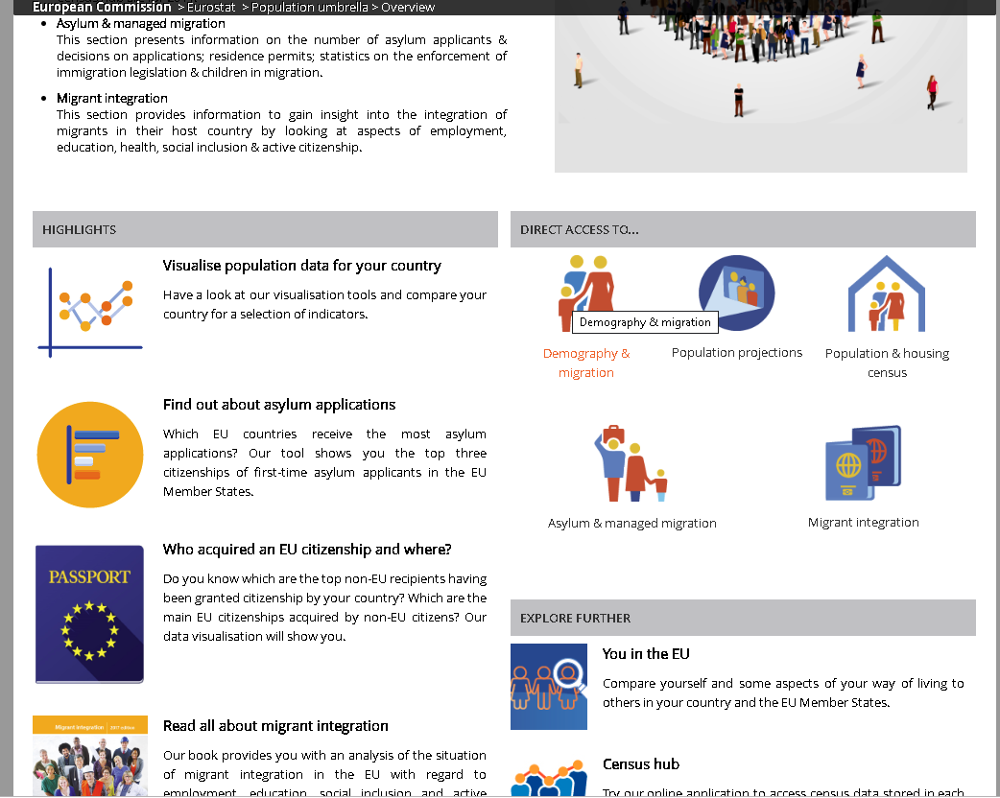 European Commission > Eurostat > Population umbrella > Overview
Asylum & managed migration
This section presents information on the number of asylum applicants &
decisions on applications; residence permits; statistics on the enforcement of
immigration legislation & children in migration.
Migrant integration
This section provides information to gain insight into the integration of
migrants in their host country by looking at aspects of employment,
education, health, social inclusion & active citizenship.
HIGHLIGHTS
Visualise population data for your country
Have a look at our visualisation tools and compare your
country for a selection of indicators.
Find out about asylum applications
Which EU countries receive the most asylum
applications? Our tool shows you the top three
citizenships of first-time asylum applicants in the EU
Member States.
PASSPORT
Who acquired an EU citizenship and where?
Do you know which are the top non-EU recipients having
been granted citizenship by your country? Which are the
main EU citizenships acquired by non-EU citizens? Our
data visualisation will show you.
Migrant integration 2017 edition
Read all about migrant integration
Our book provides you with an analysis of the situation
of migrant integration in the EU with regard to
employment, education, social inclusion and active
DIRECT ACCESS TO...
Demography & migration
Demography &
migration
Population projections
Population & housing
census
Asylum & managed migration
Migrant integration
EXPLORE FURTHER
You in the EU
Compare yourself and some aspects of your way of living to
others in your country and the EU Member States.
Census hub
Try our online application to access census data stored in each